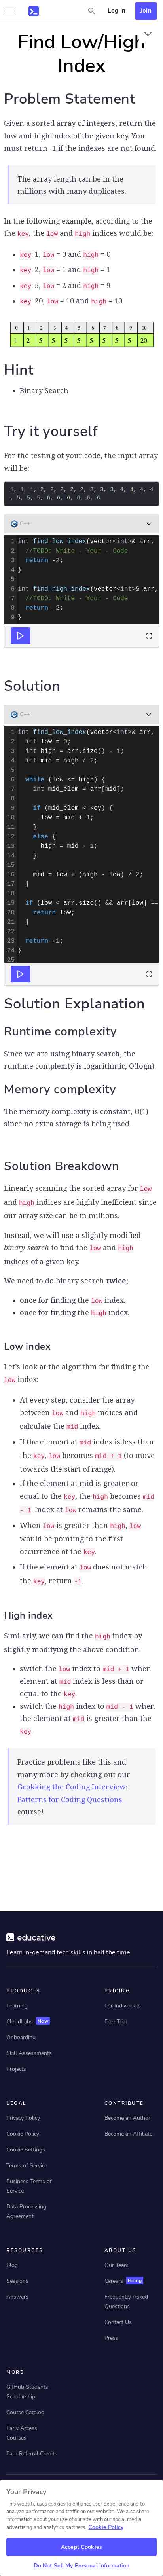 Log In
Join
Find Low/High
Index
Problem Statement
Given a sorted array of integers, return the
low and high index of the given key. You
must return -1 if the indexes are not found.
The array length can be in the
millions with many duplicates.
In the following example, according to
the key, the low and high indices would be:
key: 1, low = 0 and high = 0
key: 2, low = 1 and high = 1
key: 5, low = 2 and high = 9
key: 20, low = 10 and high = 10
0 1 2 3 4 5 6 7 8 9 10
1 2 5 5 5 5 5 5 5 5 20
Hint
Binary Search
Try it yourself
For testing of your code, the input array
will be:
1, 1, 1, 2, 2, 2, 2, 2, 3, 3, 3, 4, 4, 4, 4
, 5, 5, 5, 6, 6, 6, 6, 6, 6
C++
1 int find_low_index(vector<int>& arr,
2 //TODO: Write - Your - Code
3 return -2;
4 }
5
6 int find_high_index(vector<int>& arr,
7 //TODO: Write - Your - Code
8 return -2;
9 }
Solution
C++
1 int find_low_index(vector<int>& arr,
2 int low = 0;
3 int high = arr.size() - 1;
4 int mid = high / 2;
5
6 while (low <= high) {
7 int mid_elem = arr[mid];
8
9 if (mid_elem < key) {
10 low = mid + 1;
11 }
12 else {
13 high = mid - 1;
14 }
15
16 mid = low + (high - low) / 2;
17 }
18
19 if (low < arr.size() && arr[low] ==
20 return low;
21 }
22
23 return -1;
24 }
25
Solution Explanation
Runtime complexity
Since we are using binary search, the
runtime complexity is logarithmic, O(logn).
Memory complexity
The memory complexity is constant, O(1)
since no extra storage is being used.
Solution Breakdown
Linearly scanning the sorted array for low
and high indices are highly inefficient since
our array size can be in millions.
Instead, we will use a slightly modified
binary search to find the low and high
indices of a given key.
We need to do binary search twice;
once for finding the low index.
once for finding the high index.
Low index
Let’s look at the algorithm for finding the
low index:
At every step, consider the array
between low and high indices and
calculate the mid index.
If the element at mid index is less than
the key, low becomes mid + 1 (to move
towards the start of range).
If the element at mid is greater or
equal to the key, the high becomes mid
- 1. Index at low remains the same.
When low is greater than high, low
would be pointing to the first
occurrence of the key.
If the element at low does not match
the key, return -1.
High index
Similarly, we can find the high index by
slightly modifying the above condition:
switch the low index to mid + 1 when
element at mid index is less than or
equal to the key.
switch the high index to mid - 1 when
the element at mid is greater than the
key.
Practice problems like this and
many more by checking out our
Grokking the Coding Interview:
Patterns for Coding Questions
course!
educative
Learn in-demand tech skills in half the time
PRODUCTS
Learning
CloudLabs New
Onboarding
Skill Assessments
Projects
PRICING
For Individuals
Free Trial
LEGAL
Privacy Policy
Cookie Policy
Cookie Settings
Terms of Service
Business Terms of
Service
Data Processing
Agreement
CONTRIBUTE
Become an Author
Become an Affiliate
RESOURCES
Blog
Sessions
Answers
ABOUT US
Our Team
Careers Hiring
Frequently Asked
Questions
Contact Us
Press
MORE
GitHub Students
Scholarship
Course Catalog
Early Access
Courses
Earn Referral Credits
Your Privacy
This website uses cookies to enhance user experience and to
analyze performance and traffic on our website. We also share
information about your use of our site with our social media,
advertising, and analytics partners. Cookie Policy
Accept Cookies
Do Not Sell My Personal Information